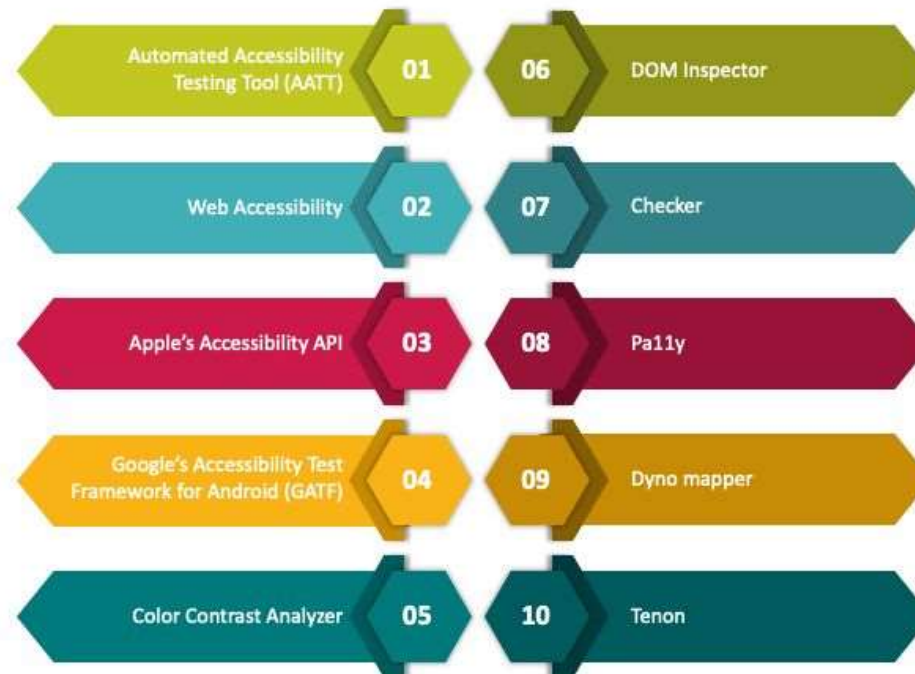 Automated Accessibility
Testing Tool (AATT)
01
Web Accessibility
02
Apple's Accessibility API
03
Google's Accessibility Test
Framework for Android (GATF)
04
Color Contrast Analyzer
05
06
DOM Inspector
07
Checker
08
Pa11y
09
Dyno mapper
10
Tenon